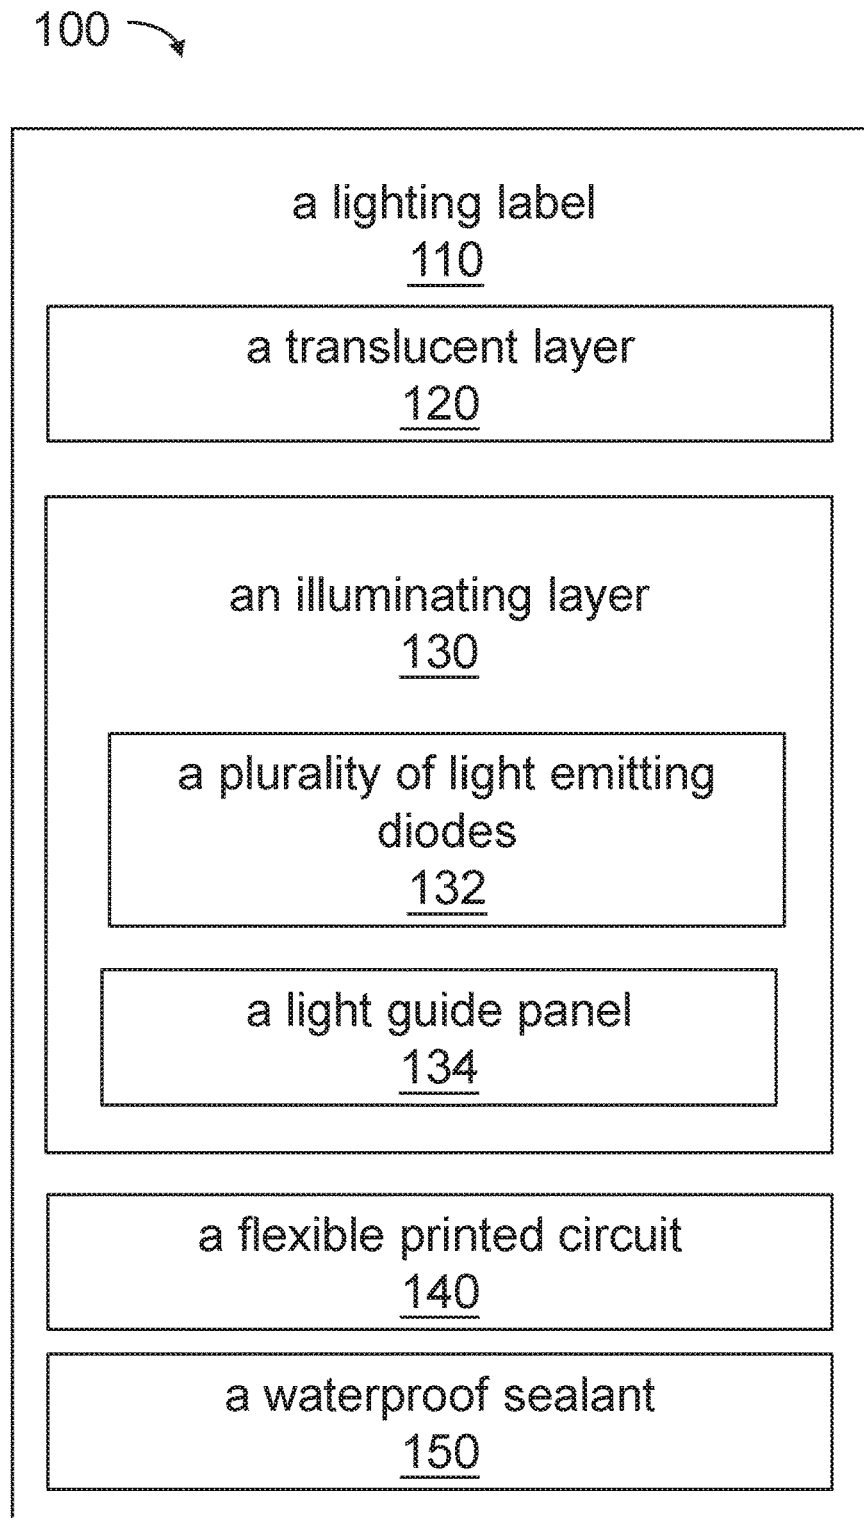 100
a lighting label
110
a translucent layer
120
an illuminating layer
130
a plurality of light emitting
diodes
132
a light guide panel
134
a flexible printed circuit
140
a waterproof sealant
150